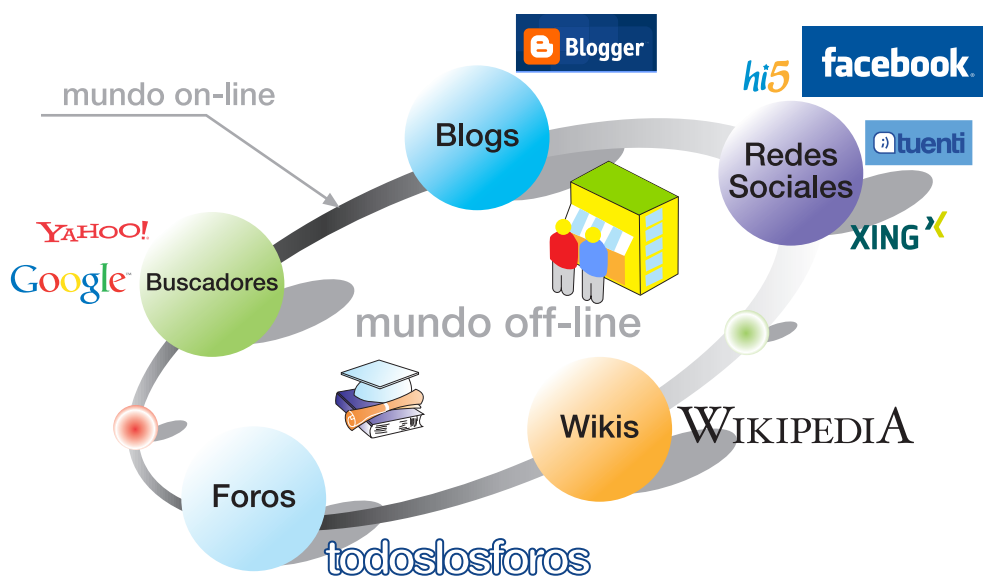 Blogger
hi5
facebook
mundo on-line
Blogs
tuenti
Redes
Sociales
YAHOO!
XING
Google
Buscadores
mundo off-line
Wikis
WIKIPEDIA
Foros
todoslosforos